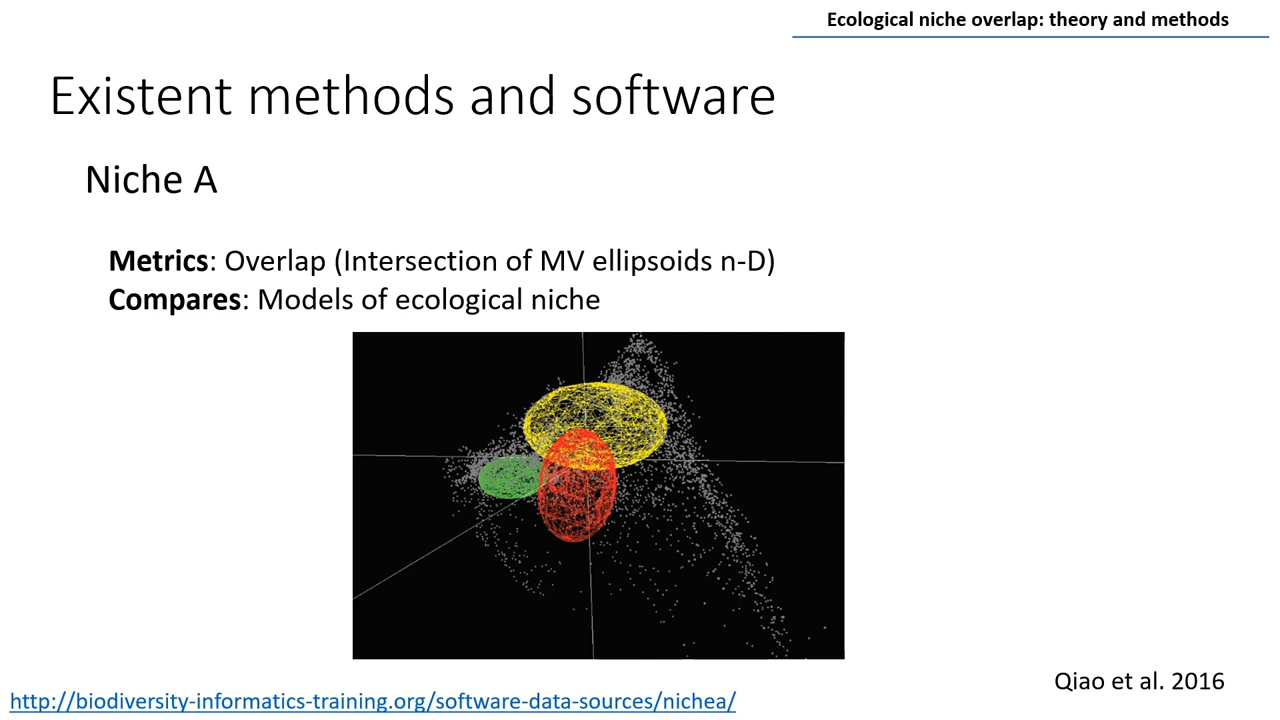 Ecological niche overlap: theory and methods
Existent methods and software
Niche A
Metrics: Overlap (Intersection of MV ellipsoids n-D)
Compares: Models of ecological niche
Qiao et al. 2016
http://biodiversity-informatics-training.org/software-data-sources/nichea/